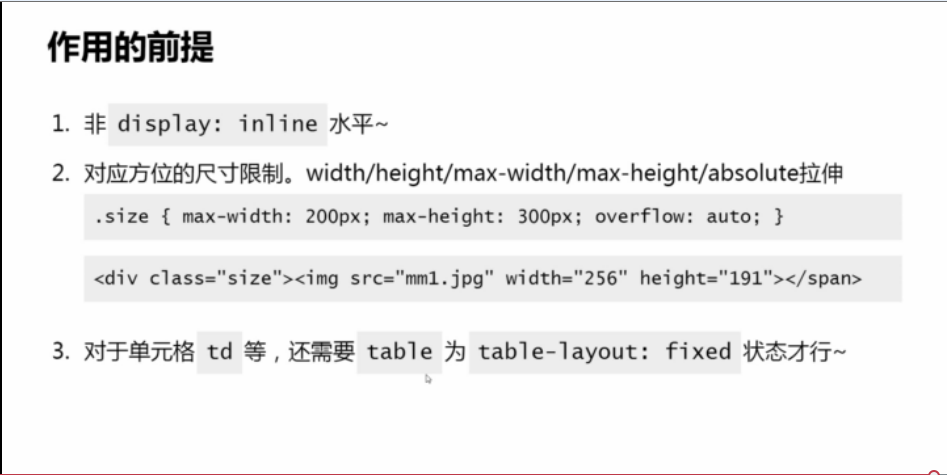 作用的前提
1. 非 display: inline 水平~
2. 对应方位的尺寸限制。width/height/max-width/max-height/absolute拉伸
.size { max-width: 200px; max-height: 300px; overflow: auto; }
<div class="size"><img src="mm1.jpg" width="256" height="191"></span>
3. 对于单元格 td 等，还需要 table 为 table-layout: fixed 状态才行~